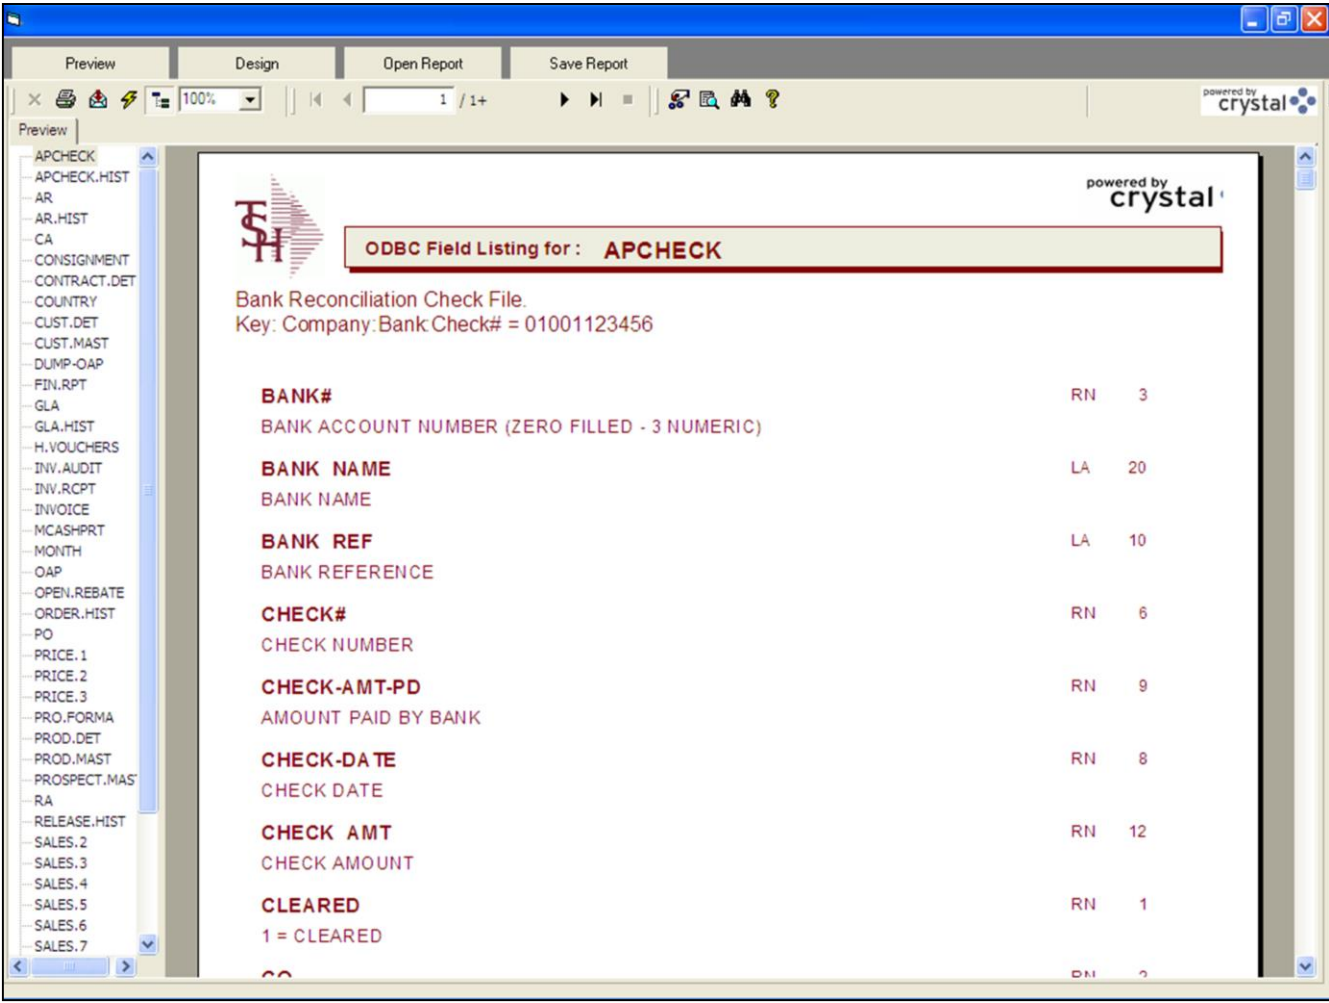 Preview Design Open Report Save Report
100% 1 / 1+ powered by crystal
Preview
APCHECK
APCHECK.HIST
AR
AR.HIST
CA
CONSIGNMENT
CONTRACT.DET
COUNTRY
CUST.DET
CUST.MAST
DUMP-OAP
FIN.RPT
GLA
GLA.HIST
H.VOUCHERS
INV.AUDIT
INV.RCPT
INVOICE
MCASHPRT
MONTH
OAP
OPEN.REBATE
ORDER.HIST
PO
PRICE.1
PRICE.2
PRICE.3
PRO.FORMA
PROD.DET
PROD.MAST
PROSPECT.MAS
RA
RELEASE.HIST
SALES.2
SALES.3
SALES.4
SALES.5
SALES.6
SALES.7
TSH
powered by
crystal
ODBC Field Listing for : APCHECK
Bank Reconciliation Check File.
Key: Company:Bank:Check# = 01001123456
BANK# RN 3
BANK ACCOUNT NUMBER (ZERO FILLED - 3 NUMERIC)
BANK NAME LA 20
BANK NAME
BANK REF LA 10
BANK REFERENCE
CHECK# RN 6
CHECK NUMBER
CHECK-AMT-PD RN 9
AMOUNT PAID BY BANK
CHECK-DATE RN 8
CHECK DATE
CHECK AMT RN 12
CHECK AMOUNT
CLEARED RN 1
1 = CLEARED